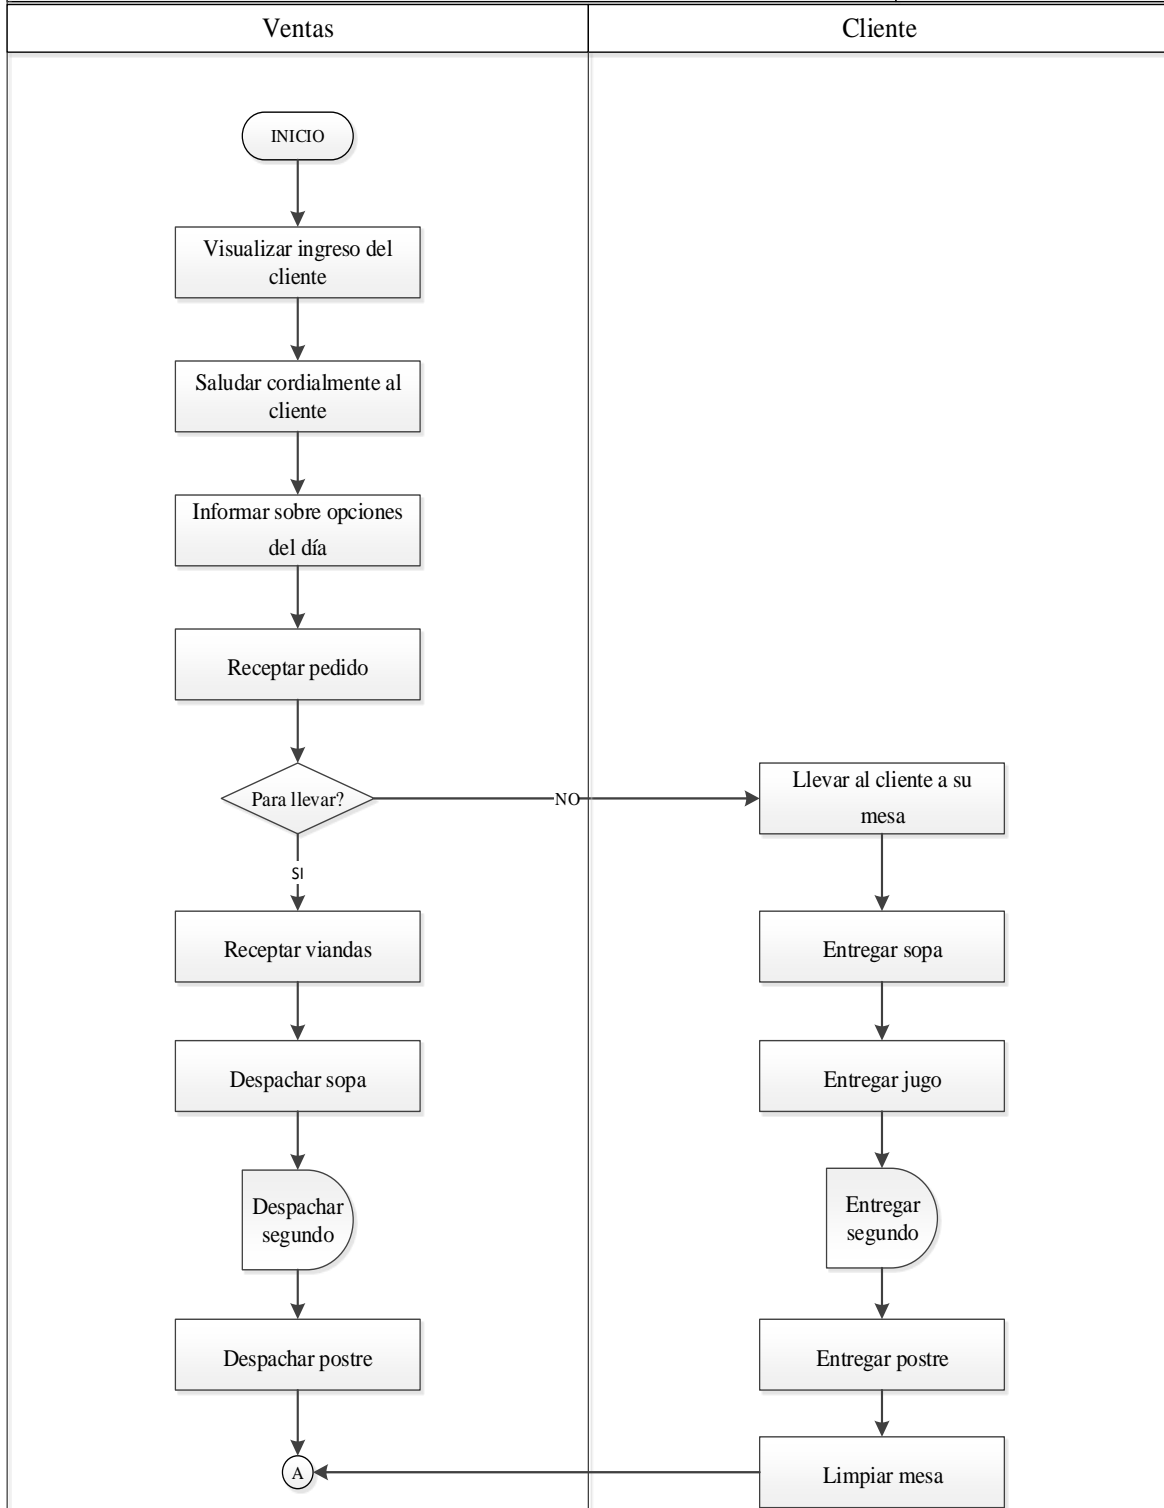 Ventas
Cliente
INICIO
Visualizar ingreso del
cliente
Saludar cordialmente al
cliente
Informar sobre opciones
del día
Receptar pedido
Para llevar?
NO
Llevar al cliente a su
mesa
SI
Receptar viandas
Entregar sopa
Despachar sopa
Entregar jugo
Despachar
segundo
Entregar
segundo
Despachar postre
Entregar postre
A
Limpiar mesa